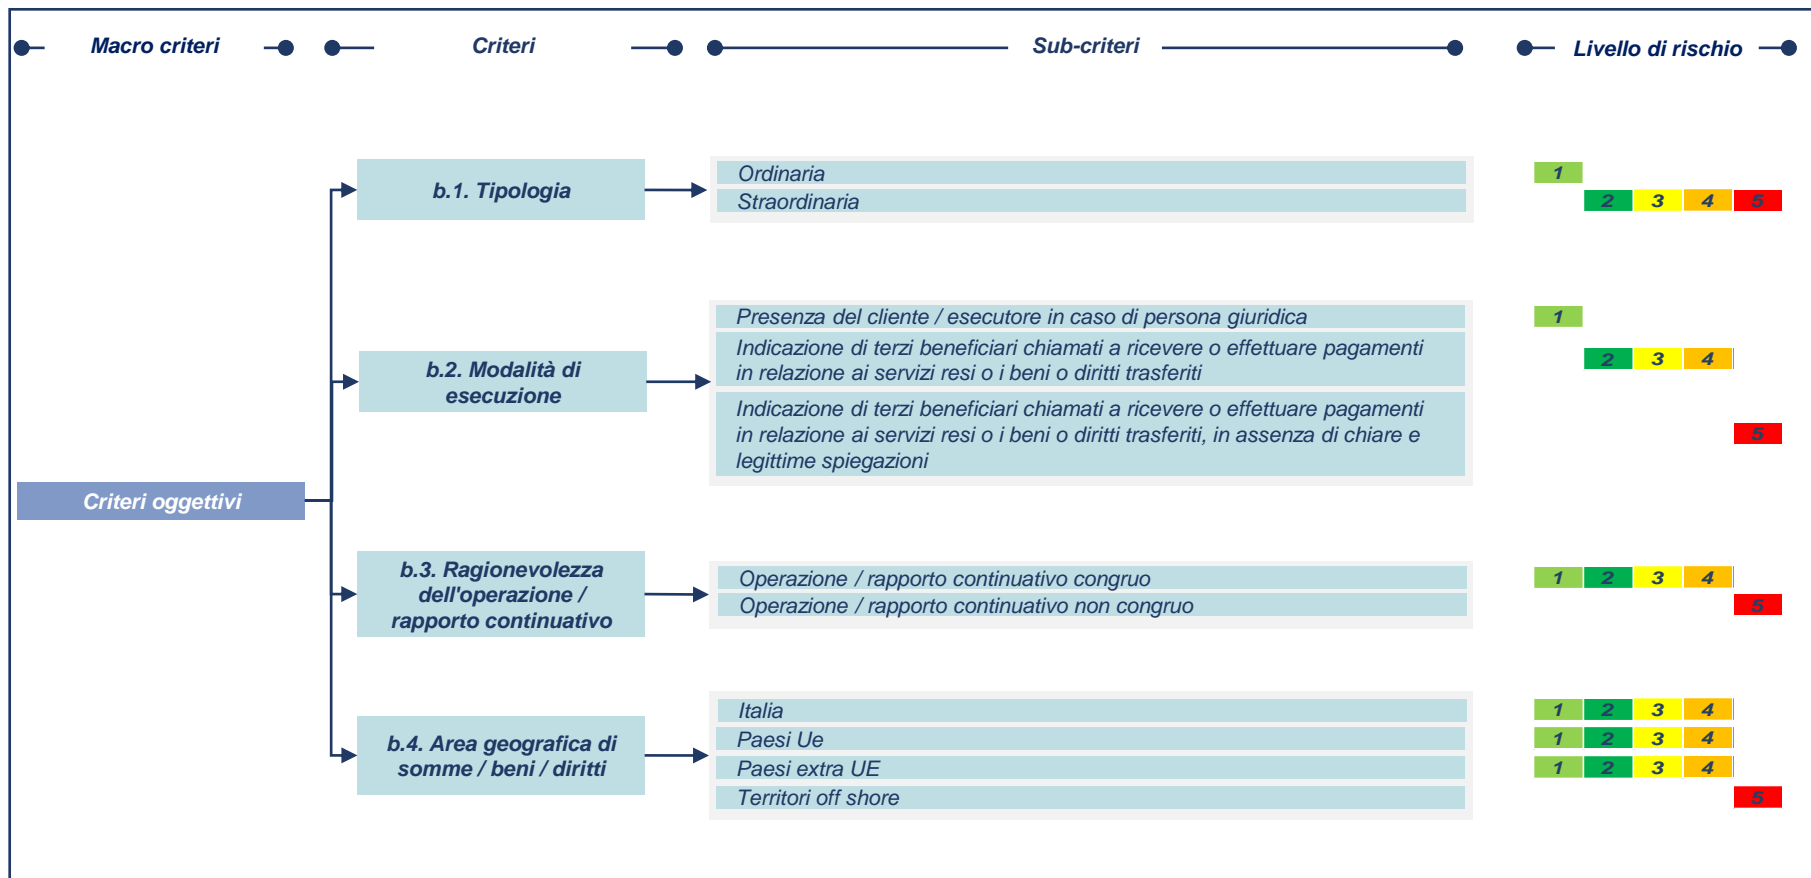 Macro criteri
Criteri
Sub-criteri
Livello di rischio
Criteri oggettivi
b.1. Tipologia
Ordinaria
1
Straordinaria
2 3 4 5
b.2. Modalità di
esecuzione
Presenza del cliente / esecutore in caso di persona giuridica
1
Indicazione di terzi beneficiari chiamati a ricevere o effettuare pagamenti
in relazione ai servizi resi o i beni o diritti trasferiti
2 3 4
Indicazione di terzi beneficiari chiamati a ricevere o effettuare pagamenti
in relazione ai servizi resi o i beni o diritti trasferiti, in assenza di chiare e
legittime spiegazioni
5
b.3. Ragionevolezza
dell'operazione /
rapporto continuativo
Operazione / rapporto continuativo congruo
1 2 3 4
Operazione / rapporto continuativo non congruo
5
b.4. Area geografica di
somme / beni / diritti
Italia
1 2 3 4
Paesi Ue
1 2 3 4
Paesi extra UE
1 2 3 4
Territori off shore
5